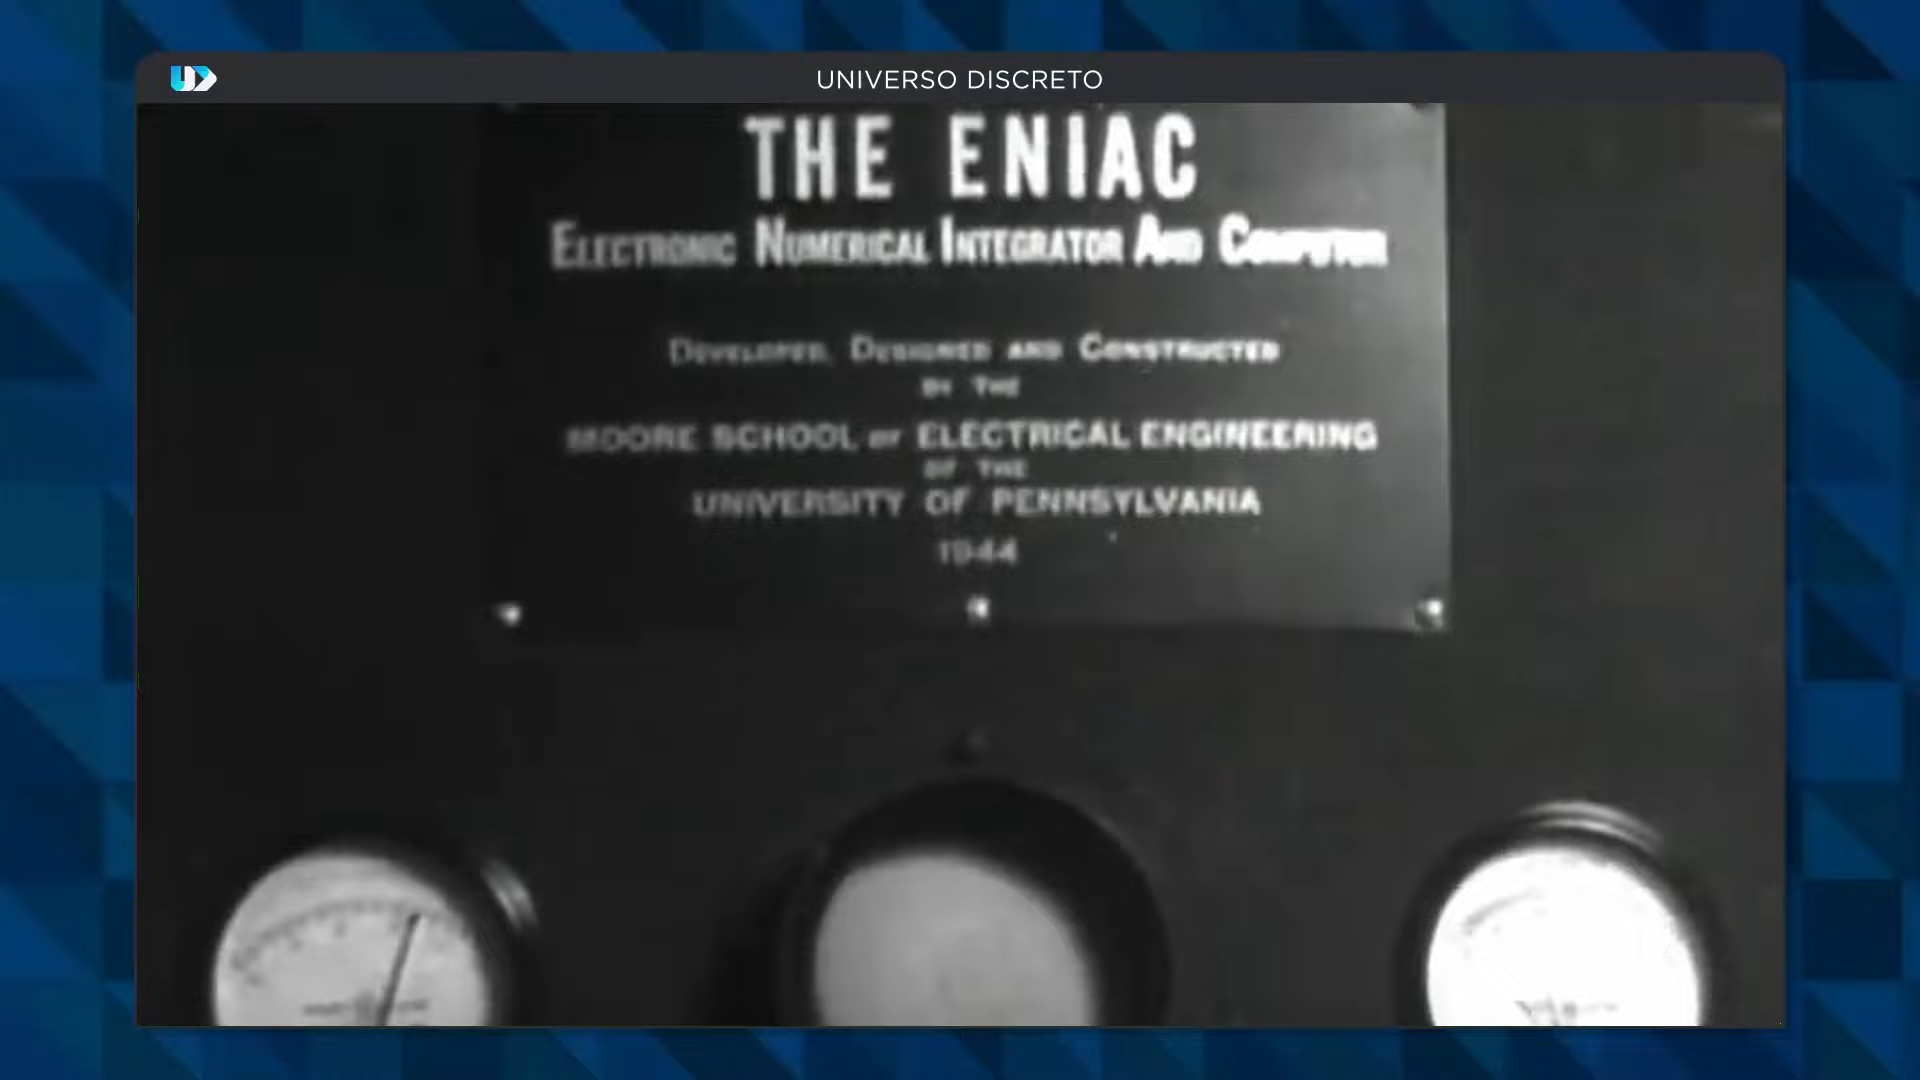 UNIVERSO DISCRETO
THE ENIAC
ELECTRONIC NUMERICAL INTEGRATOR AND COMPUTER
DEVELOPED, DESIGNED AND CONSTRUCTED
BY THE
MOORE SCHOOL OF ELECTRICAL ENGINEERING
OF THE
UNIVERSITY OF PENNSYLVANIA
1944